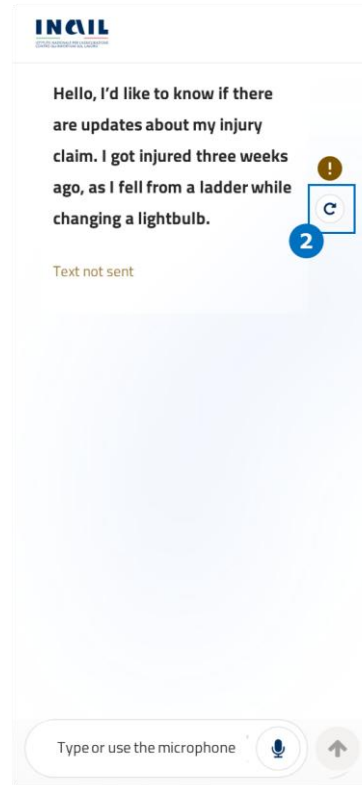 INAIL
Hello, I'd like to know if there
are updates about my injury
claim. I got injured three weeks
ago, as I fell from a ladder while
changing a lightbulb.
!
2
Text not sent
Type or use the microphone